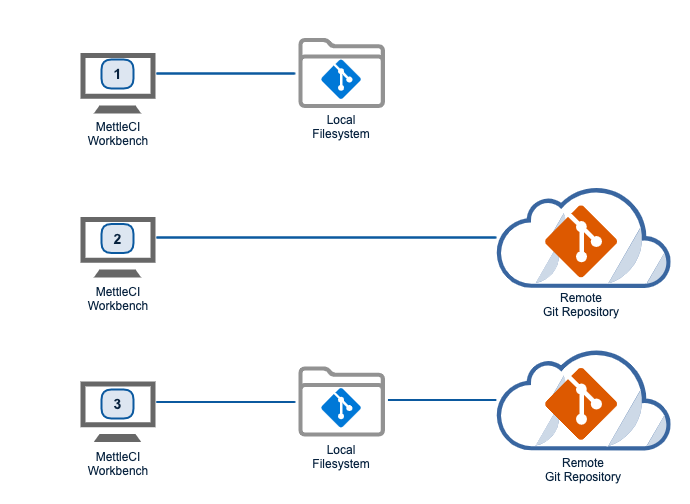 1
MettleCI
Workbench
Local
Filesystem
2
MettleCI
Workbench
Remote
Git Repository
3
MettleCI
Workbench
Local
Filesystem
Remote
Git Repository